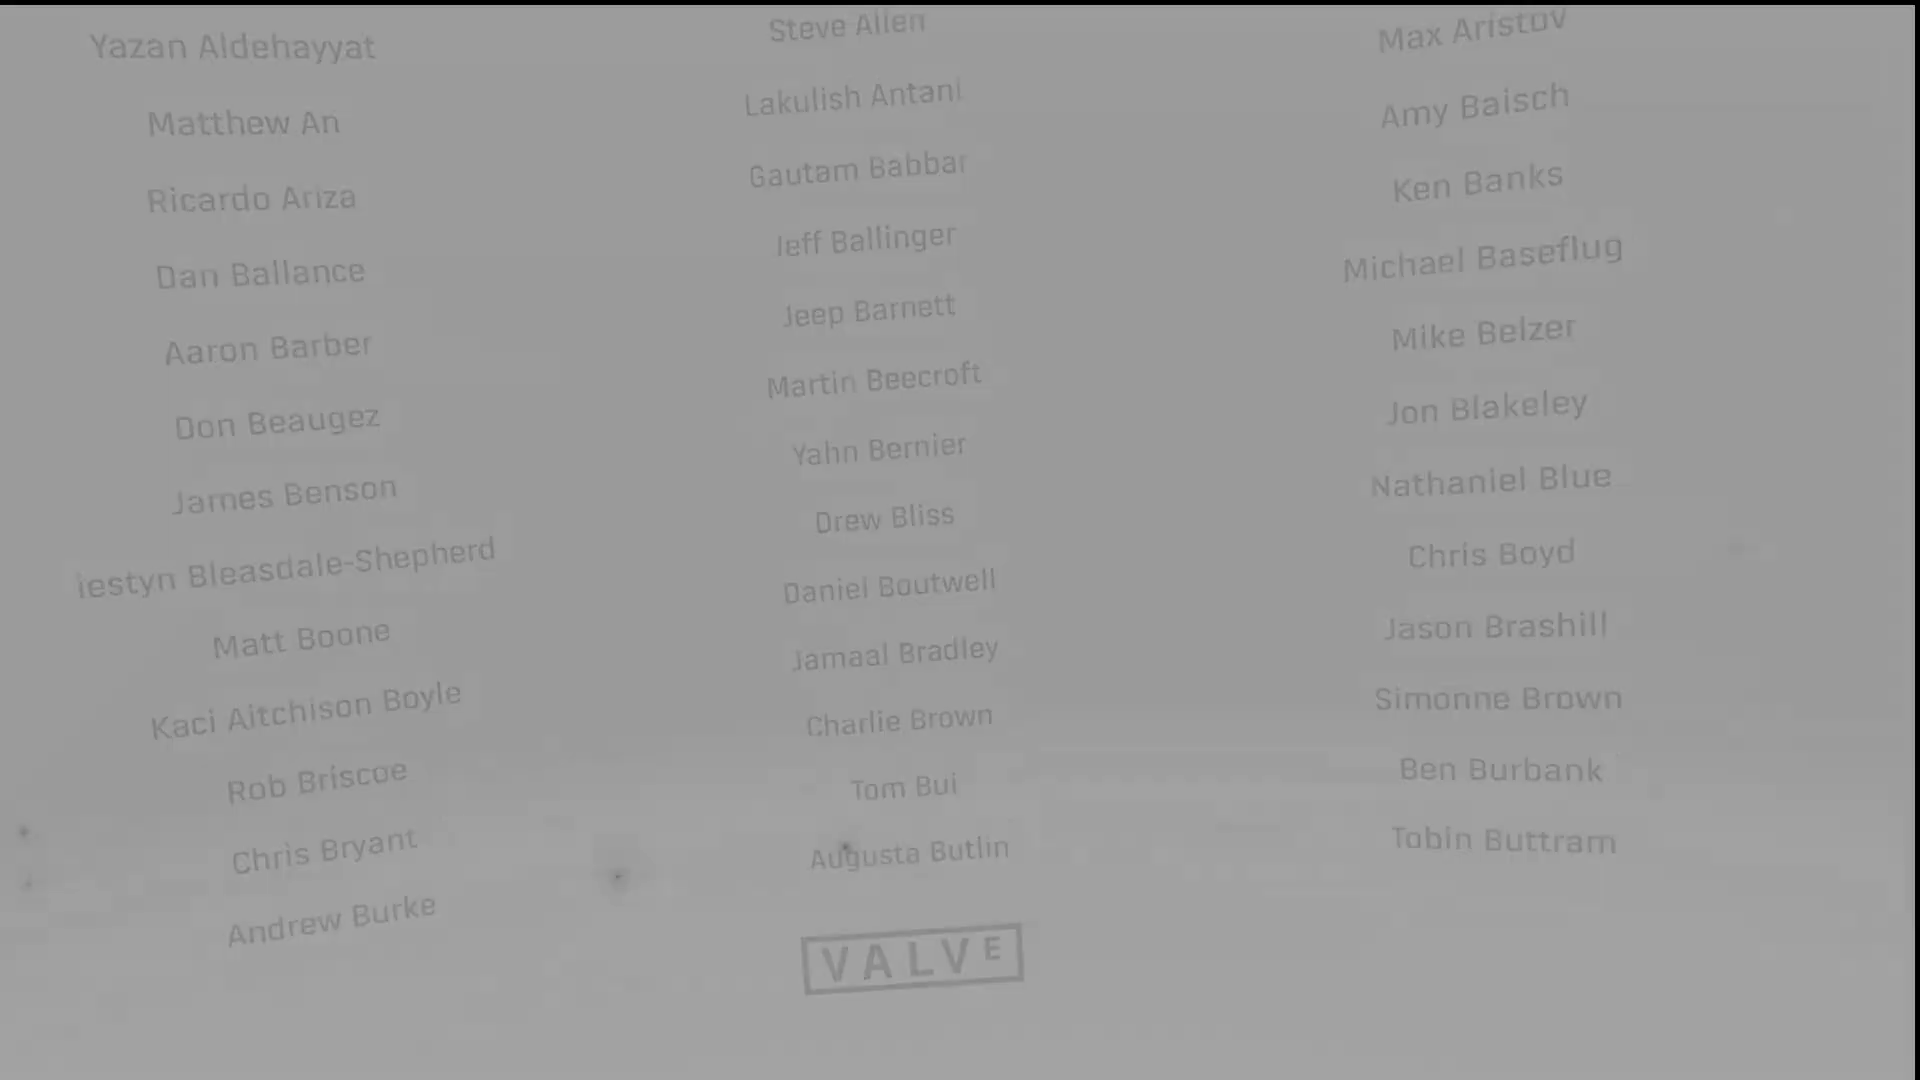 Yazan Aldehayyat
Steve Allen
Max Aristov
Matthew An
Lakulish Antani
Amy Baisch
Ricardo Ariza
Gautam Babbar
Ken Banks
Dan Ballance
Jeff Ballinger
Michael Baseflug
Aaron Barber
Jeep Barnett
Mike Belzer
Don Beaugez
Martin Beecroft
Jon Blakeley
James Benson
Yahn Bernier
Nathaniel Blue
iestyn Bleasdale-Shepherd
Drew Bliss
Chris Boyd
Matt Boone
Daniel Boutwell
Jason Brashill
Kaci Aitchison Boyle
Jamaal Bradley
Simonne Brown
Rob Briscoe
Charlie Brown
Ben Burbank
Chris Bryant
Tom Bui
Tobin Buttram
Andrew Burke
Augusta Butlin
VALVE